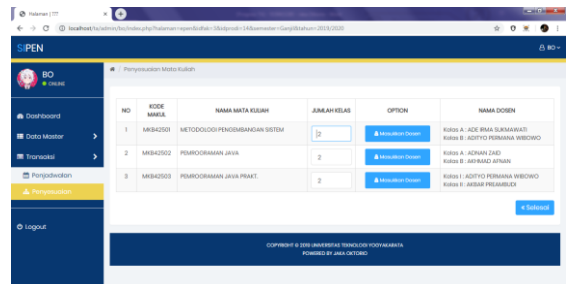 Halaman |
localhost/ta/admin/bo/index.php?halaman=epen&idfak=3&idprodi=14&semester=Ganjil&tahun=2019/2020
SIPEN
BO
BO
ONLINE
/ Penyesuaian Mata Kuliah
Dashboard
Data Master
Transaksi
Penjadwalan
Penyesuaian
Logout
NO KODE MAKUL NAMA MATA KULIAH JUMLAH KELAS OPTION NAMA DOSEN
1 MKB42501 METODOLOGI PENGEMBANGAN SISTEM 2 Masukkan Dosen Kelas A : ADE IRMA SUKMAWATI
Kelas B : ADITYO PERMANA WIBOWO
2 MKB42502 PEMROGRAMAN JAVA 2 Masukkan Dosen Kelas A : ADNAN ZAID
Kelas B : AKHMAD AFNAN
3 MKB42503 PEMROGRAMAN JAVA PRAKT. 2 Masukkan Dosen Kelas I : ADITYO PERMANA WIBOWO
Kelas II : AKBAR PREAMBUDI
« Selesai
COPYRIGHT © 2019 UNIVERSITAS TEKNOLOGI YOGYAKARATA
POWERED BY JAKA OKTORIO